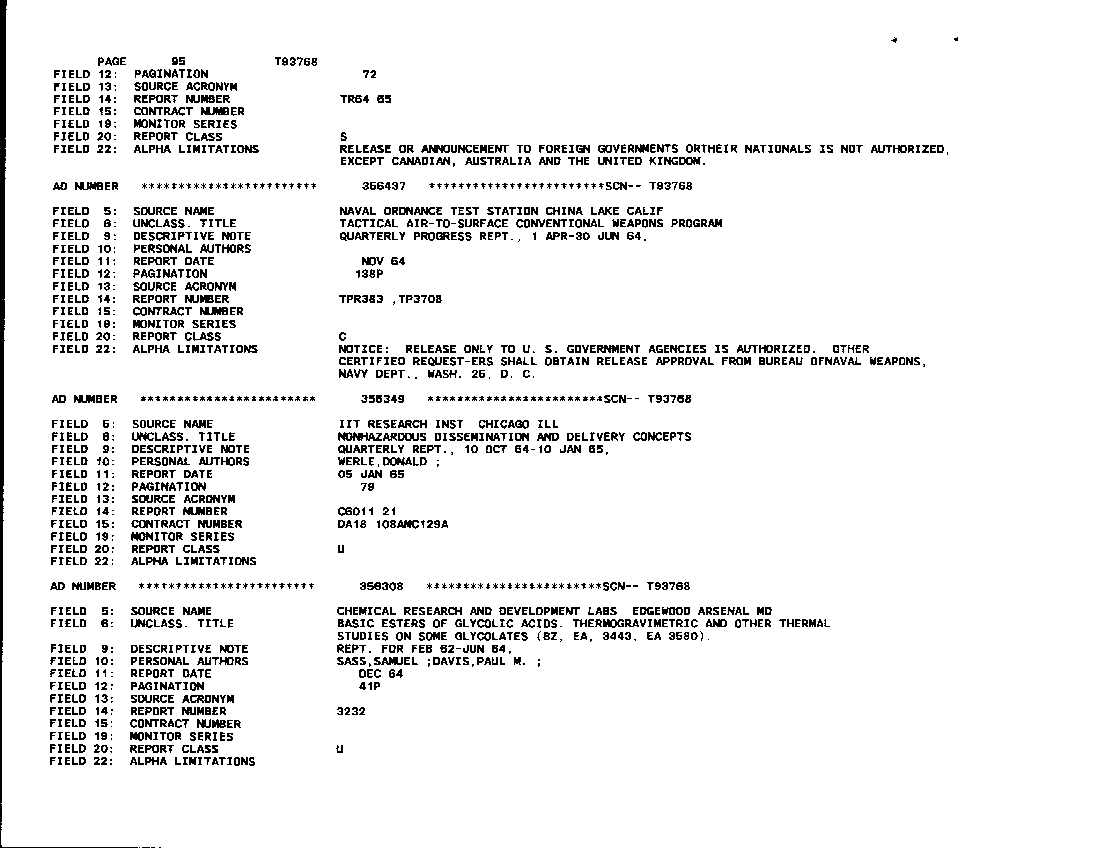 PAGE 95 T93768
FIELD 12: PAGINATION 72
FIELD 13: SOURCE ACRONYM
FIELD 14: REPORT NUMBER TR64 65
FIELD 15: CONTRACT NUMBER
FIELD 19: MONITOR SERIES
FIELD 20: REPORT CLASS S
FIELD 22: ALPHA LIMITATIONS RELEASE OR ANNOUNCEMENT TO FOREIGN GOVERNMENTS ORTHEIR NATIONALS IS NOT AUTHORIZED,
EXCEPT CANADIAN, AUSTRALIA AND THE UNITED KINGDOM.
AD NUMBER ************************ 356437 ************************SCN-- T93768
FIELD 5: SOURCE NAME NAVAL ORDNANCE TEST STATION CHINA LAKE CALIF
FIELD 6: UNCLASS. TITLE TACTICAL AIR-TO-SURFACE CONVENTIONAL WEAPONS PROGRAM
FIELD 9: DESCRIPTIVE NOTE QUARTERLY PROGRESS REPT., 1 APR-30 JUN 64,
FIELD 10: PERSONAL AUTHORS
FIELD 11: REPORT DATE NOV 64
FIELD 12: PAGINATION 138P
FIELD 13: SOURCE ACRONYM
FIELD 14: REPORT NUMBER TPR383 ,TP3708
FIELD 15: CONTRACT NUMBER
FIELD 19: MONITOR SERIES
FIELD 20: REPORT CLASS C
FIELD 22: ALPHA LIMITATIONS NOTICE: RELEASE ONLY TO U. S. GOVERNMENT AGENCIES IS AUTHORIZED. OTHER
CERTIFIED REQUEST-ERS SHALL OBTAIN RELEASE APPROVAL FROM BUREAU OFNAVAL WEAPONS,
NAVY DEPT., WASH. 25, D. C.
AD NUMBER ************************ 356349 ************************SCN-- T93768
FIELD 5: SOURCE NAME IIT RESEARCH INST CHICAGO ILL
FIELD 6: UNCLASS. TITLE NONHAZARDOUS DISSEMINATION AND DELIVERY CONCEPTS
FIELD 9: DESCRIPTIVE NOTE QUARTERLY REPT., 10 OCT 64-10 JAN 65,
FIELD 10: PERSONAL AUTHORS WERLE,DONALD ;
FIELD 11: REPORT DATE 05 JAN 65
FIELD 12: PAGINATION 79
FIELD 13: SOURCE ACRONYM
FIELD 14: REPORT NUMBER C6011 21
FIELD 15: CONTRACT NUMBER DA18 108AMC129A
FIELD 19: MONITOR SERIES
FIELD 20: REPORT CLASS U
FIELD 22: ALPHA LIMITATIONS
AD NUMBER ************************ 356308 ************************SCN-- T93768
FIELD 5: SOURCE NAME CHEMICAL RESEARCH AND DEVELOPMENT LABS EDGEWOOD ARSENAL MD
FIELD 6: UNCLASS. TITLE BASIC ESTERS OF GLYCOLIC ACIDS. THERMOGRAVIMETRIC AND OTHER THERMAL
STUDIES ON SOME GLYCOLATES (BZ, EA, 3443, EA 3580).
FIELD 9: DESCRIPTIVE NOTE REPT. FOR FEB 62-JUN 64,
FIELD 10: PERSONAL AUTHORS SASS,SAMUEL ;DAVIS,PAUL M. ;
FIELD 11: REPORT DATE DEC 64
FIELD 12: PAGINATION 41P
FIELD 13: SOURCE ACRONYM
FIELD 14: REPORT NUMBER 3232
FIELD 15: CONTRACT NUMBER
FIELD 19: MONITOR SERIES
FIELD 20: REPORT CLASS U
FIELD 22: ALPHA LIMITATIONS